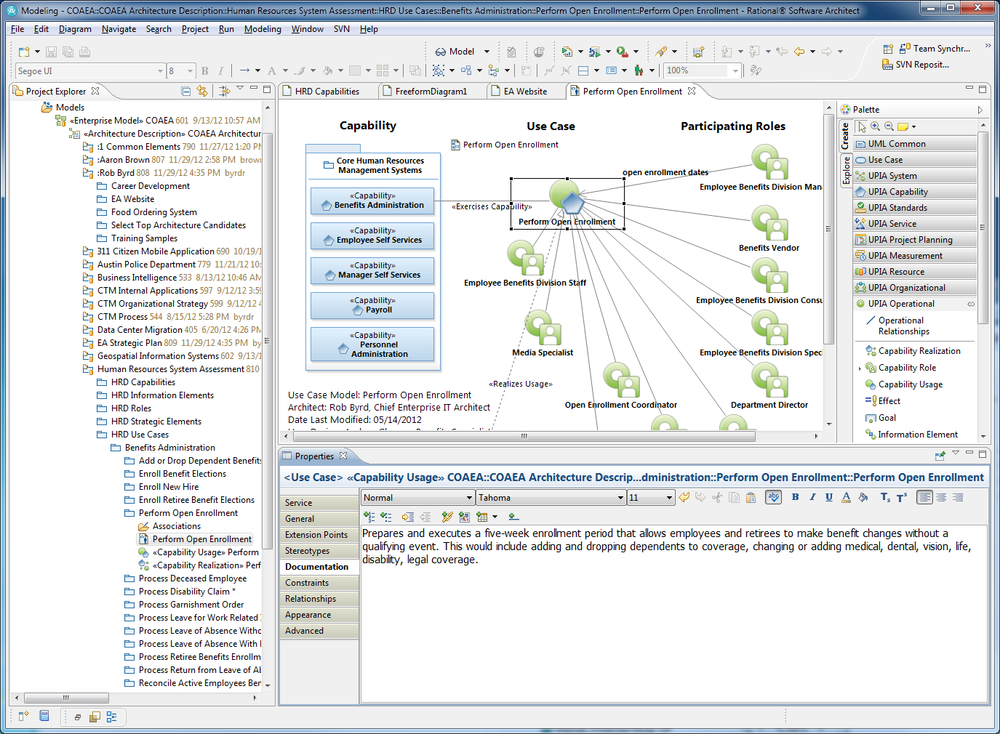 Modeling - COAEA::COAEA Architecture Description::Human Resources System Assessment::HRD Use Cases::Benefits Administration::Perform Open Enrollment::Perform Open Enrollment - Rational® Software Architect
File Edit Diagram Navigate Search Project Run Modeling Window SVN Help
Model
Team Synchr...
SVN Reposit...
Segoe UI 8 B I A 100%
Project Explorer
Models
«Enterprise Model» COAEA 601 9/13/12 10:57 AM
«Architecture Description» COAEA Architectur
:1 Common Elements 790 11/27/12 1:20 P
:Aaron Brown 807 11/29/12 2:58 PM brow
:Rob Byrd 808 11/29/12 4:35 PM byrdr
Career Development
EA Website
Food Ordering System
Select Top Architecture Candidates
Training Samples
311 Citizen Mobile Application 690 10/19/1
Austin Police Department 779 11/21/12 10:
Business Intelligence 533 8/13/12 10:46 AM
CTM Internal Applications 597 9/12/12 3:59
CTM Organizational Strategy 599 9/12/12 4
CTM Process 544 8/15/12 5:28 PM byrdr
Data Center Migration 405 6/20/12 4:26 PM
EA Strategic Plan 809 11/29/12 4:35 PM by
Geospatial Information Systems 602 9/13/1
Human Resources System Assessment 810
HRD Capabilities
HRD Information Elements
HRD Roles
HRD Strategic Elements
HRD Use Cases
Benefits Administration
Add or Drop Dependent Benefits
Enroll Benefit Elections
Enroll New Hire
Enroll Retiree Benefit Elections
Perform Open Enrollment
Associations
Perform Open Enrollment
«Capability Usage» Perform
«Capability Realization» Perf
Process Deceased Employee
Process Disability Claim *
Process Garnishment Order
Process Leave for Work Related
Process Leave of Absence Withc
Process Leave of Absence With
Process Retiree Benefits Enrollm
Process Return from Leave of Ab
Reconcile Active Employees Ben
HRD Capabilities
FreeformDiagram1
EA Website
Perform Open Enrollment
Capability
Use Case
Participating Roles
Perform Open Enrollment
Core Human Resources
Management Systems
«Capability»
Benefits Administration
«Capability»
Employee Self Services
«Capability»
Manager Self Services
«Capability»
Payroll
«Capability»
Personnel
Administration
open enrollment dates
«Exercises Capability»
Perform Open Enrollment
Employee Benefits Division Staff
Media Specialist
«Realizes Usage»
Open Enrollment Coordinator
Employee Benefits Division Mana
Benefits Vendor
Employee Benefits Division Consu
Employee Benefits Division Speci
Department Director
Use Case Model: Perform Open Enrollment
Architect: Rob Byrd, Chief Enterprise IT Architect
Date Last Modified: 05/14/2012
Palette
Create
Explore
UML Common
Use Case
UPIA System
UPIA Capability
UPIA Standards
UPIA Service
UPIA Project Planning
UPIA Measurement
UPIA Resource
UPIA Organizational
UPIA Operational
Operational
Relationships
Capability Realization
Capability Role
Capability Usage
Effect
Goal
Information Element
Properties
<Use Case> «Capability Usage» COAEA::COAEA Architecture Descrip...dministration::Perform Open Enrollment::Perform Open Enrollment
Service
General
Extension Points
Stereotypes
Documentation
Constraints
Relationships
Appearance
Advanced
Normal Tahoma 11 abc B I U A
Prepares and executes a five-week enrollment period that allows employees and retirees to make benefit changes without a
qualifying event. This would include adding and dropping dependents to coverage, changing or adding medical, dental, vision, life,
disability, legal coverage.